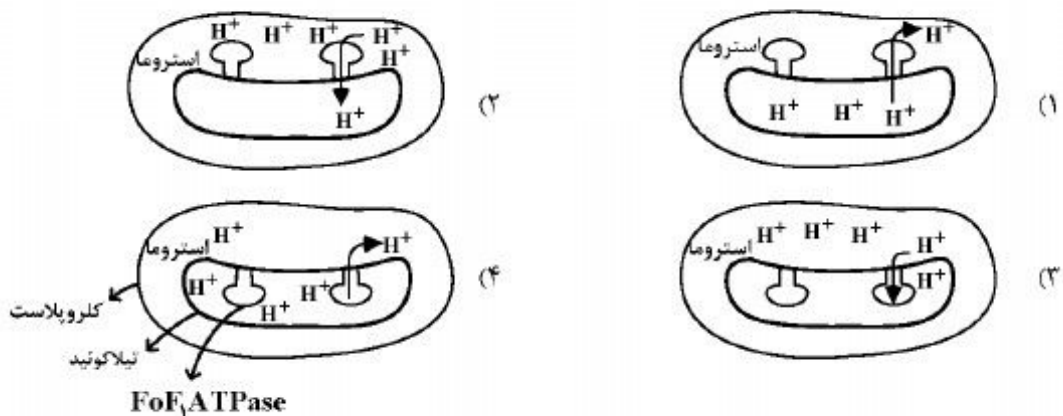 H⁺ H⁺ H⁺ H⁺ H⁺
استروما
H⁺
(۲
H⁺
استروما
H⁺ H⁺ H⁺
(۱
H⁺ H⁺
استروما
H⁺ H⁺ H⁺
(۴
کلروپلاست
تیلاکوئید
FoF₁ATPase
H⁺ H⁺ H⁺ H⁺
استروما
H⁺
(۳